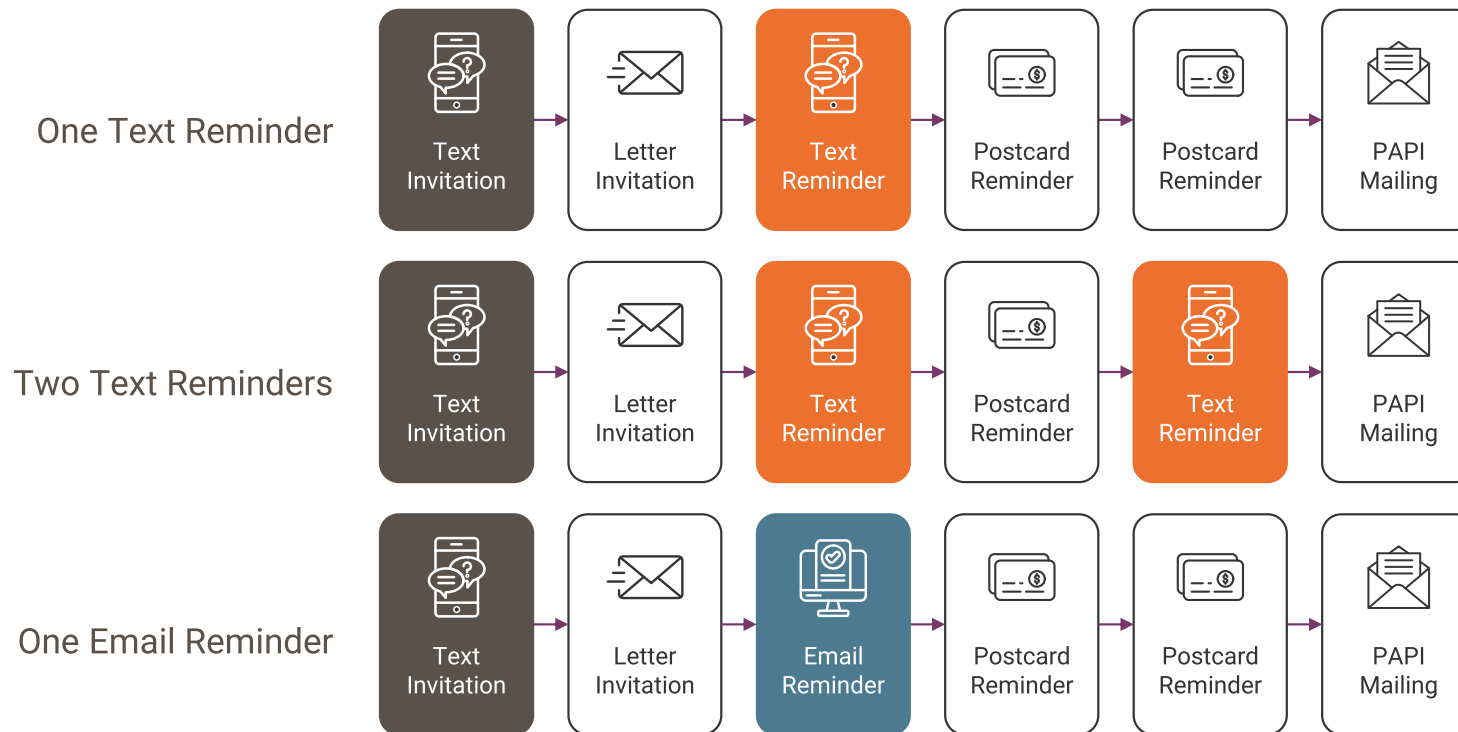 One Text Reminder
Text
Invitation
Letter
Invitation
Text
Reminder
Postcard
Reminder
Postcard
Reminder
PAPI
Mailing
Two Text Reminders
Text
Invitation
Letter
Invitation
Text
Reminder
Postcard
Reminder
Text
Reminder
PAPI
Mailing
One Email Reminder
Text
Invitation
Letter
Invitation
Email
Reminder
Postcard
Reminder
Postcard
Reminder
PAPI
Mailing